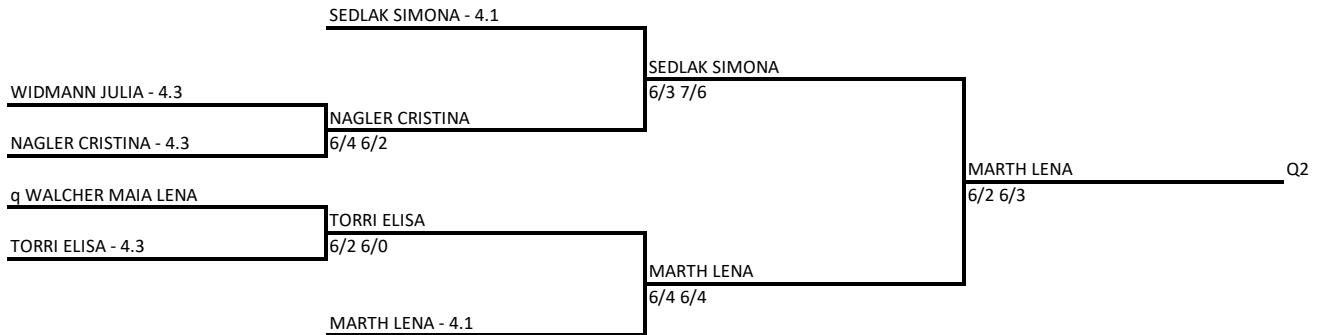 SEDLAK SIMONA - 4.1
SEDLAK SIMONA
WIDMANN JULIA - 4.3
6/3 7/6
NAGLER CRISTINA
NAGLER CRISTINA - 4.3
6/4 6/2
MARTH LENA
Q2
q WALCHER MAIA LENA
6/2 6/3
TORRI ELISA
TORRI ELISA - 4.3
6/2 6/0
MARTH LENA
6/4 6/4
MARTH LENA - 4.1